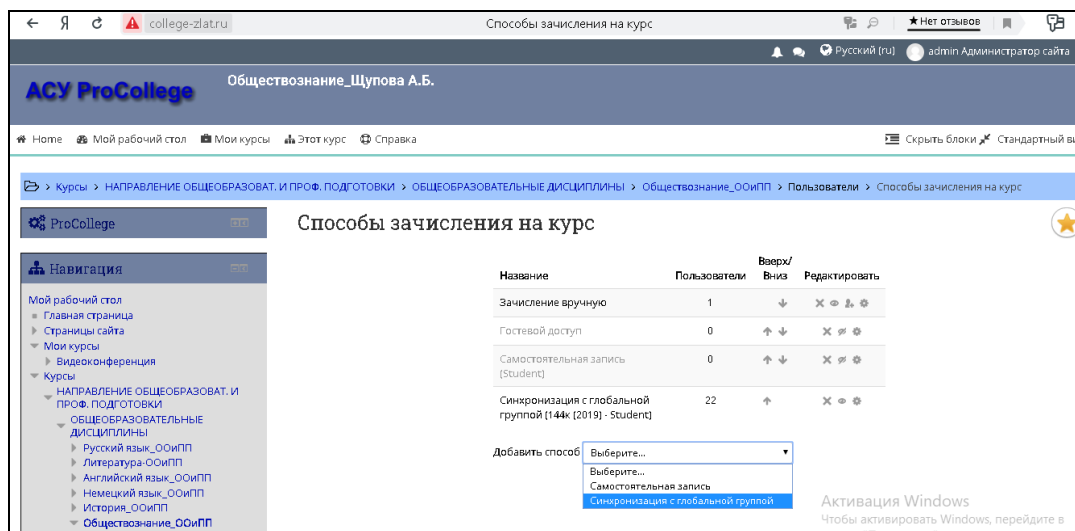 Я college-zlat.ru Способы зачисления на курс ★Нет отзывов
Русский (ru) admin Администратор сайта
АСУ ProCollege Обществознание_Щупова А.Б.
Home Мой рабочий стол Мои курсы Этот курс Справка Скрыть блоки Стандартный ви
Курсы НАПРАВЛЕНИЕ ОБЩЕОБРАЗОВАТ. И ПРОФ. ПОДГОТОВКИ ОБЩЕОБРАЗОВАТЕЛЬНЫЕ ДИСЦИПЛИНЫ Обществознание_ООиПП Пользователи Способы зачисления на курс
ProCollege
Навигация
Мой рабочий стол
Главная страница
Страницы сайта
Мои курсы
Видеоконференция
Курсы
НАПРАВЛЕНИЕ ОБЩЕОБРАЗОВАТ. И
ПРОФ. ПОДГОТОВКИ
ОБЩЕОБРАЗОВАТЕЛЬНЫЕ
ДИСЦИПЛИНЫ
Русский язык_ООиПП
Литература-ООиПП
Английский язык_ООиПП
Немецкий язык_ООиПП
История_ООиПП
Обществознание_ООиПП
Способы зачисления на курс
Название Пользователи Вверх/Вниз Редактировать
Зачисление вручную 1
Гостевой доступ 0
Самостоятельная запись 0
(Student)
Синхронизация с глобальной 22
группой (144к (2019) - Student)
Добавить способ Выберите...
Выберите...
Самостоятельная запись
Синхронизация с глобальной группой
Активация Windows
Чтобы активировать Windows, перейдите в